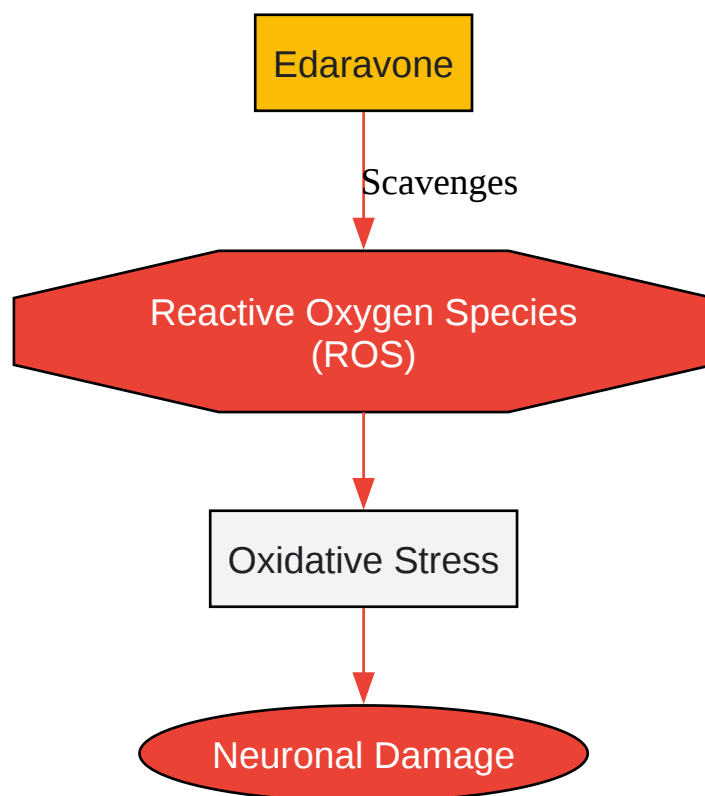 Edaravone
Scavenges
Reactive Oxygen Species
(ROS)
Oxidative Stress
Neuronal Damage